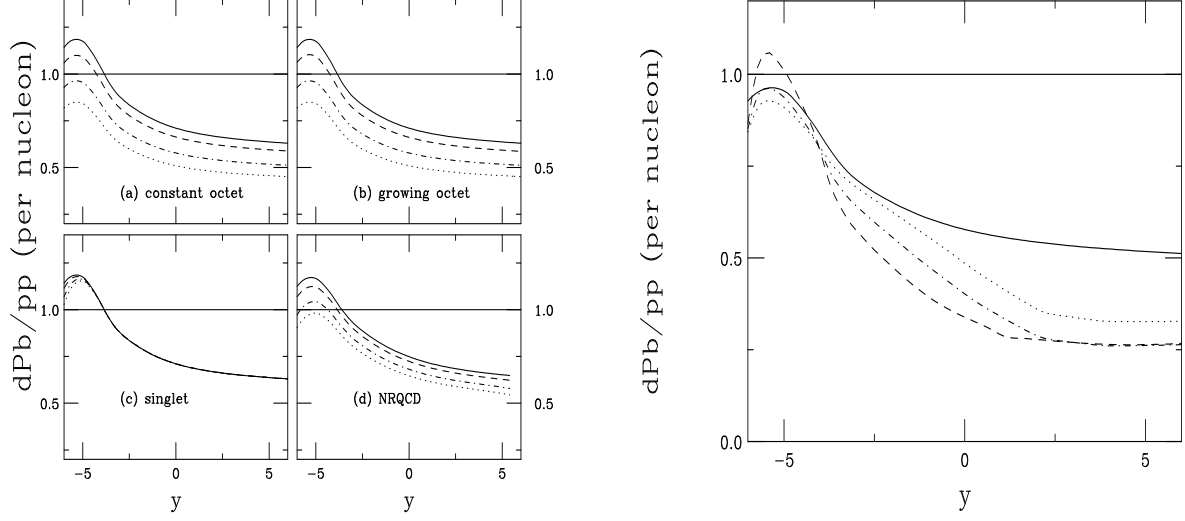 dPb/pp (per nucleon)
1.0
0.5
(a) constant octet
(b) growing octet
1.0
0.5
1.0
0.5
(c) singlet
(d) NRQCD
1.0
0.5
−5
0
5
−5
0
5
y
y
dPb/pp (per nucleon)
1.0
0.5
0.0
−5
0
5
y